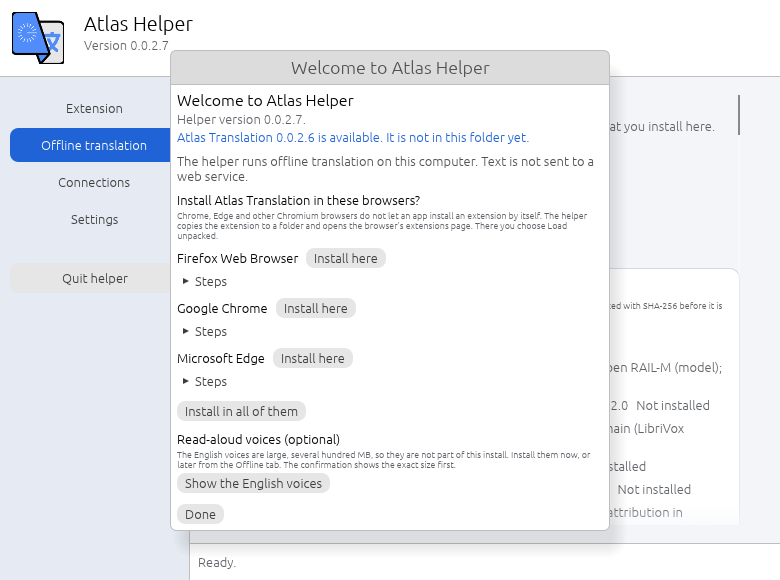 Atlas Helper
Version 0.0.2.7
Extension
Offline translation
Connections
Settings
Quit helper
Welcome to Atlas Helper
Welcome to Atlas Helper
Helper version 0.0.2.7.
Atlas Translation 0.0.2.6 is available. It is not in this folder yet.
The helper runs offline translation on this computer. Text is not sent to a
web service.
Install Atlas Translation in these browsers?
Chrome, Edge and other Chromium browsers do not let an app install an extension by itself. The helper
copies the extension to a folder and opens the browser's extensions page. There you choose Load
unpacked.
Firefox Web Browser Install here
Steps
Google Chrome Install here
Steps
Microsoft Edge Install here
Steps
Install in all of them
Read-aloud voices (optional)
The English voices are large, several hundred MB, so they are not part of this install. Install them now, or
later from the Offline tab. The confirmation shows the exact size first.
Show the English voices
Done
at you install here.
with SHA-256 before it is
RAIL-M (model);
2.0 Not installed
(LibriVox
Not installed
attribution in
Ready.